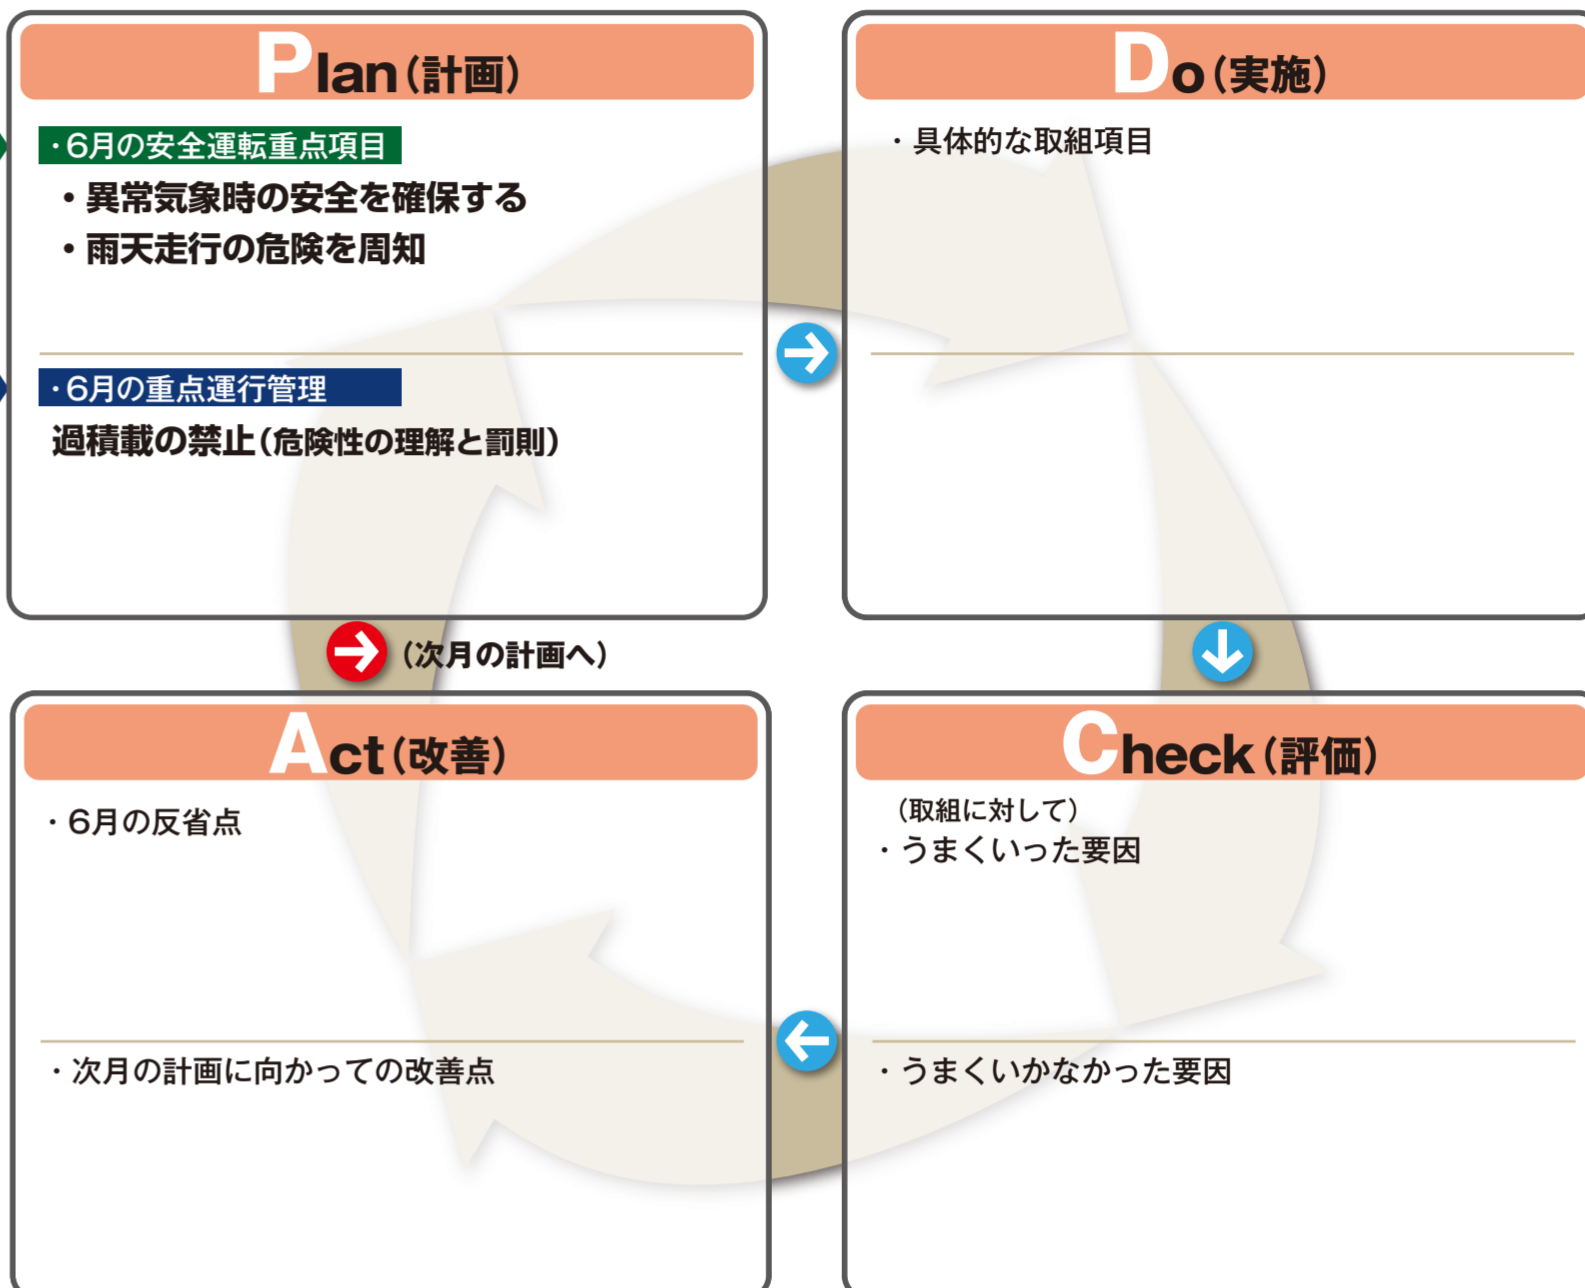 Plan(計画)
・6月の安全運転重点項目
・異常気象時の安全を確保する
・雨天走行の危険を周知
・6月の重点運行管理
過積載の禁止(危険性の理解と罰則)
Do(実施)
・具体的な取組項目
(次月の計画へ)
Act(改善)
・6月の反省点
・次月の計画に向かっての改善点
Check(評価)
(取組に対して)
・うまくいった要因
・うまくいかなかった要因